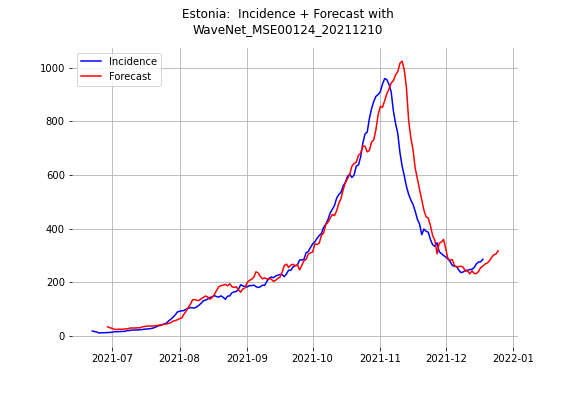 Estonia:  Incidence + Forecast with
WaveNet_MSE00124_20211210
Incidence
Forecast
1000
800
600
400
200
0
2021-07 2021-08 2021-09 2021-10 2021-11 2021-12 2022-01